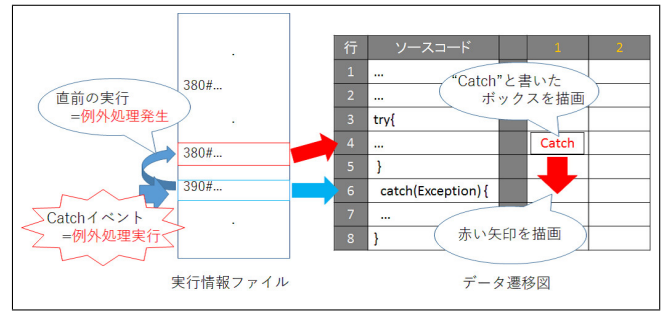 .
380#...
直前の実行
=例外処理発生
.
380#...
390#...
Catchイベント
=例外処理実行
.
実行情報ファイル
行 ソースコード 1 2
1 ...
“Catch”と書いた
ボックスを描画
2 ...
3 try{
4 ... Catch
5 }
6 catch(Exception){
7 ...
赤い矢印を描画
8 }
データ遷移図